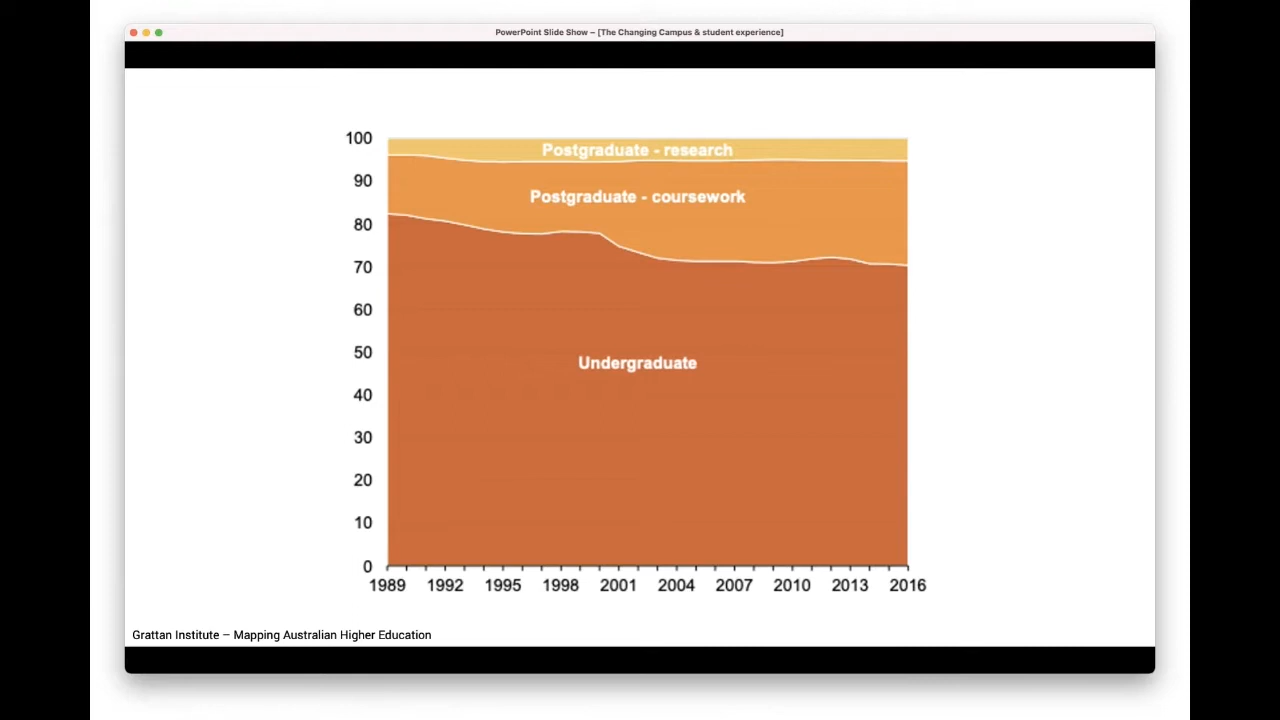 PowerPoint Slide Show – [The Changing Campus & student experience]
100
90
80
70
60
50
40
30
20
10
0
Postgraduate - research
Postgraduate - coursework
Undergraduate
1989 1992 1995 1998 2001 2004 2007 2010 2013 2016
Grattan Institute – Mapping Australian Higher Education